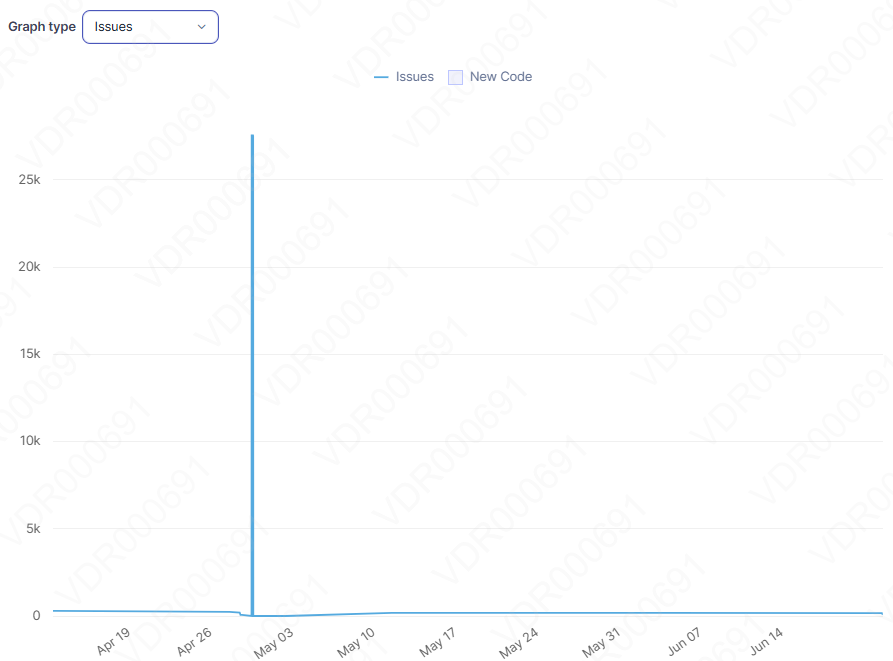 Graph type Issues
Issues New Code
25k
20k
15k
10k
5k
0
Apr 19 Apr 26 May 03 May 10 May 17 May 24 May 31 Jun 07 Jun 14
VDR000691